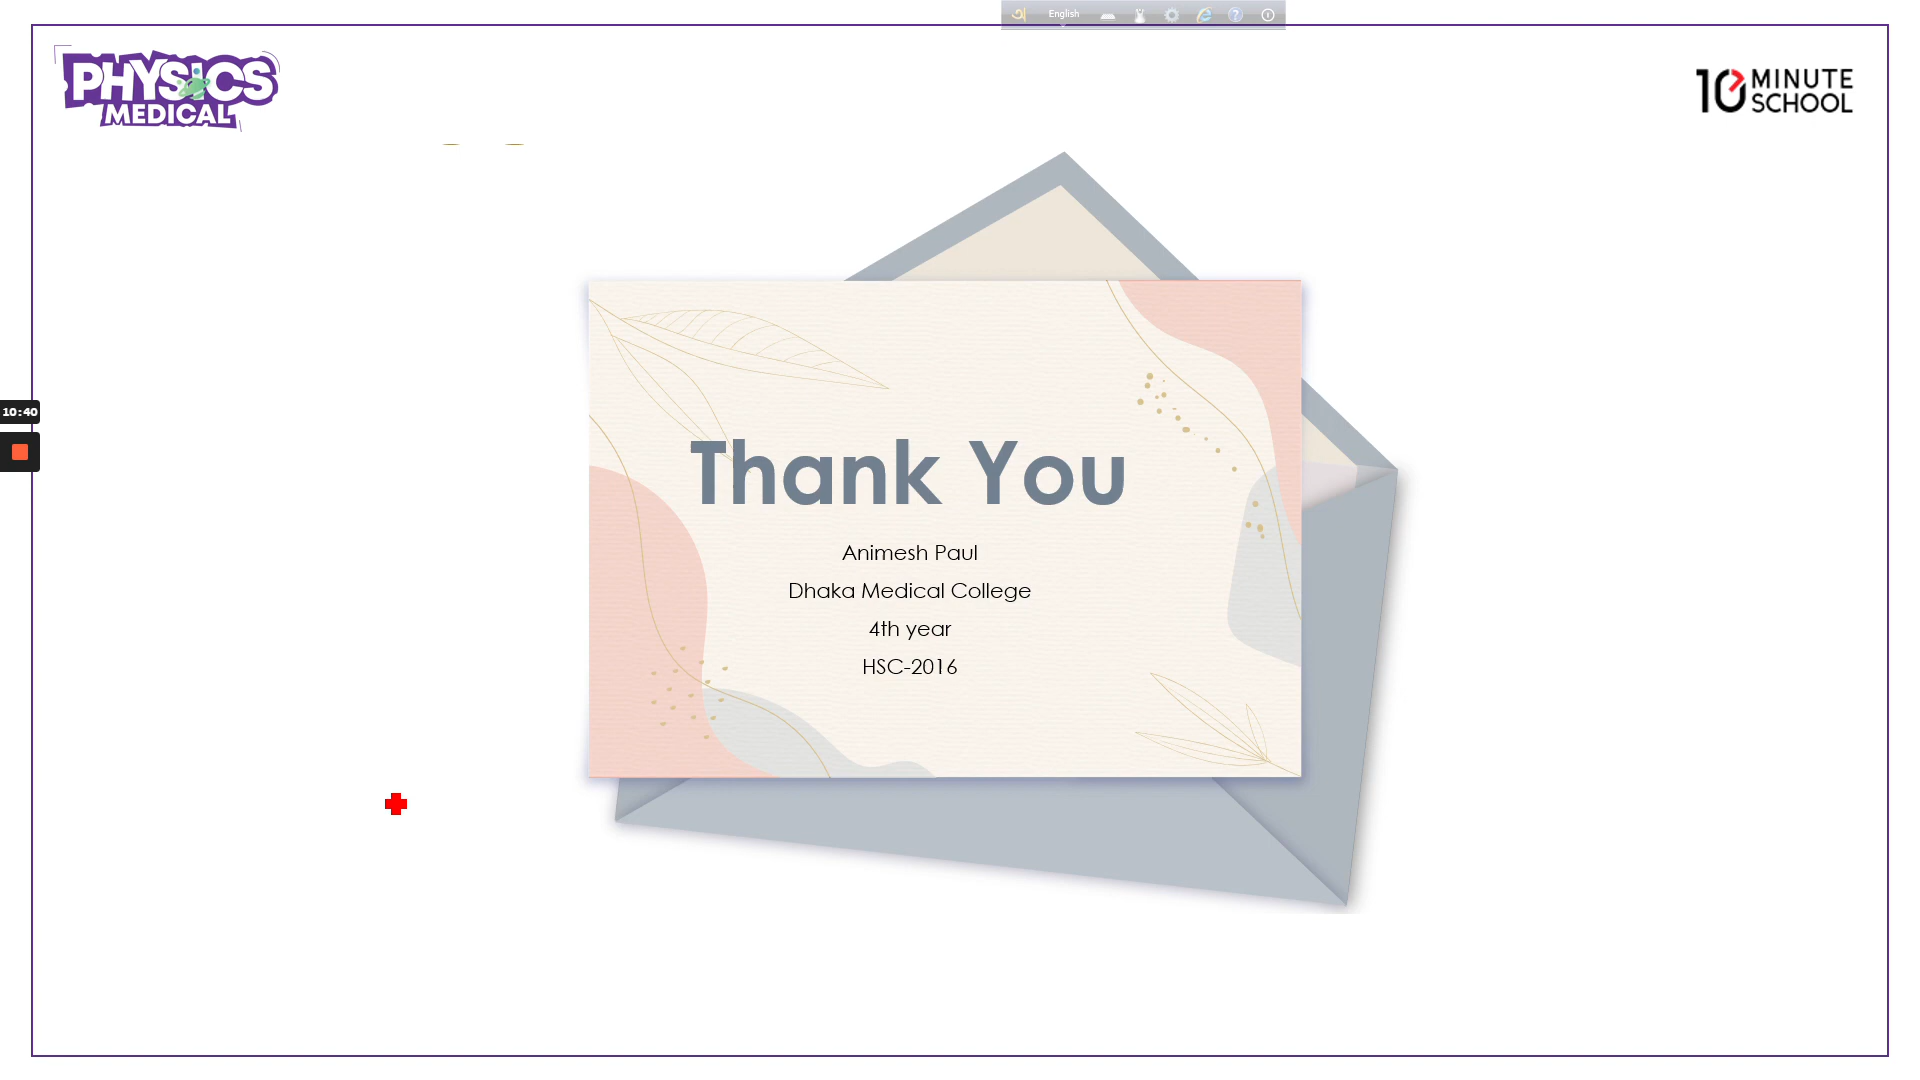 অ English
PHYSICS
MEDICAL
10 MINUTE
SCHOOL
10:40
Thank You
Animesh Paul
Dhaka Medical College
4th year
HSC-2016